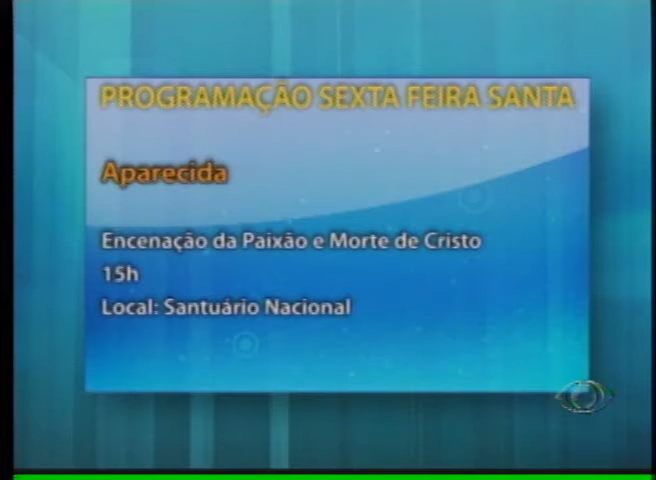 PROGRAMAÇÃO SEXTA FEIRA SANTA
Aparecida
Encenação da Paixão e Morte de Cristo
15h
Local: Santuário Nacional